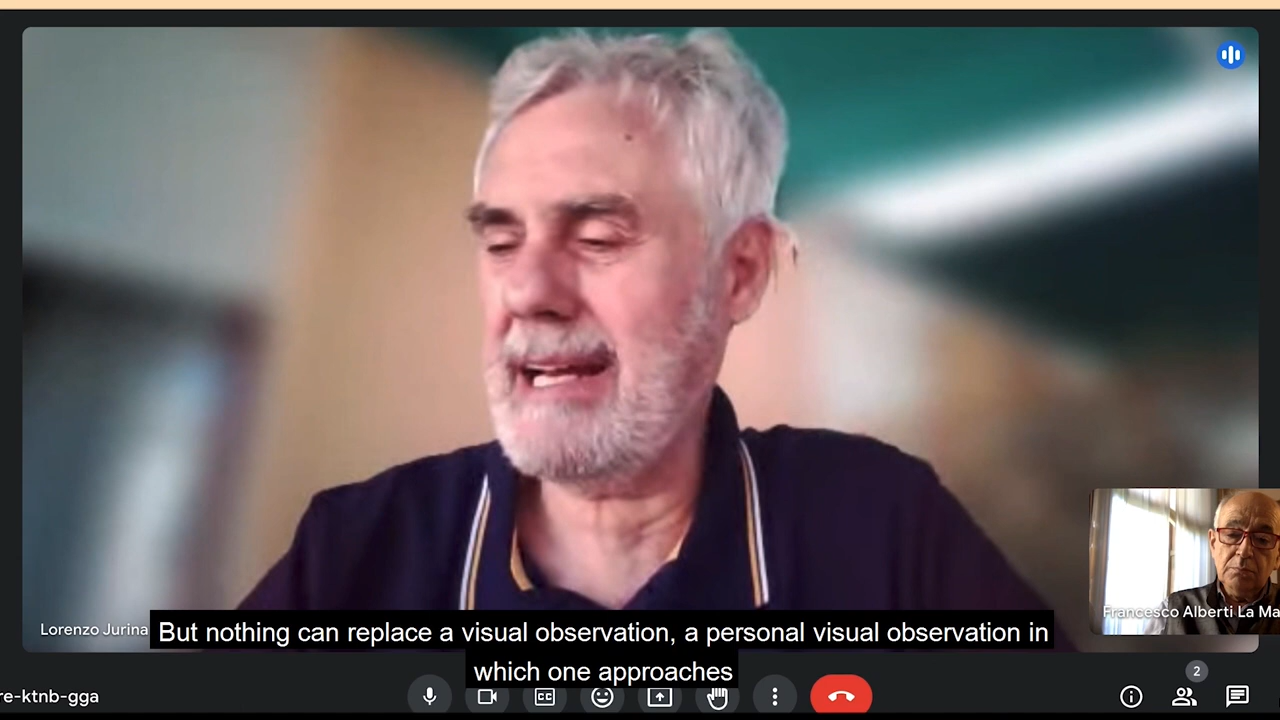 Lorenzo Jurina
Francesco Alberti La Ma
But nothing can replace a visual observation, a personal visual observation in
which one approaches
re-ktnb-gga
CC
2